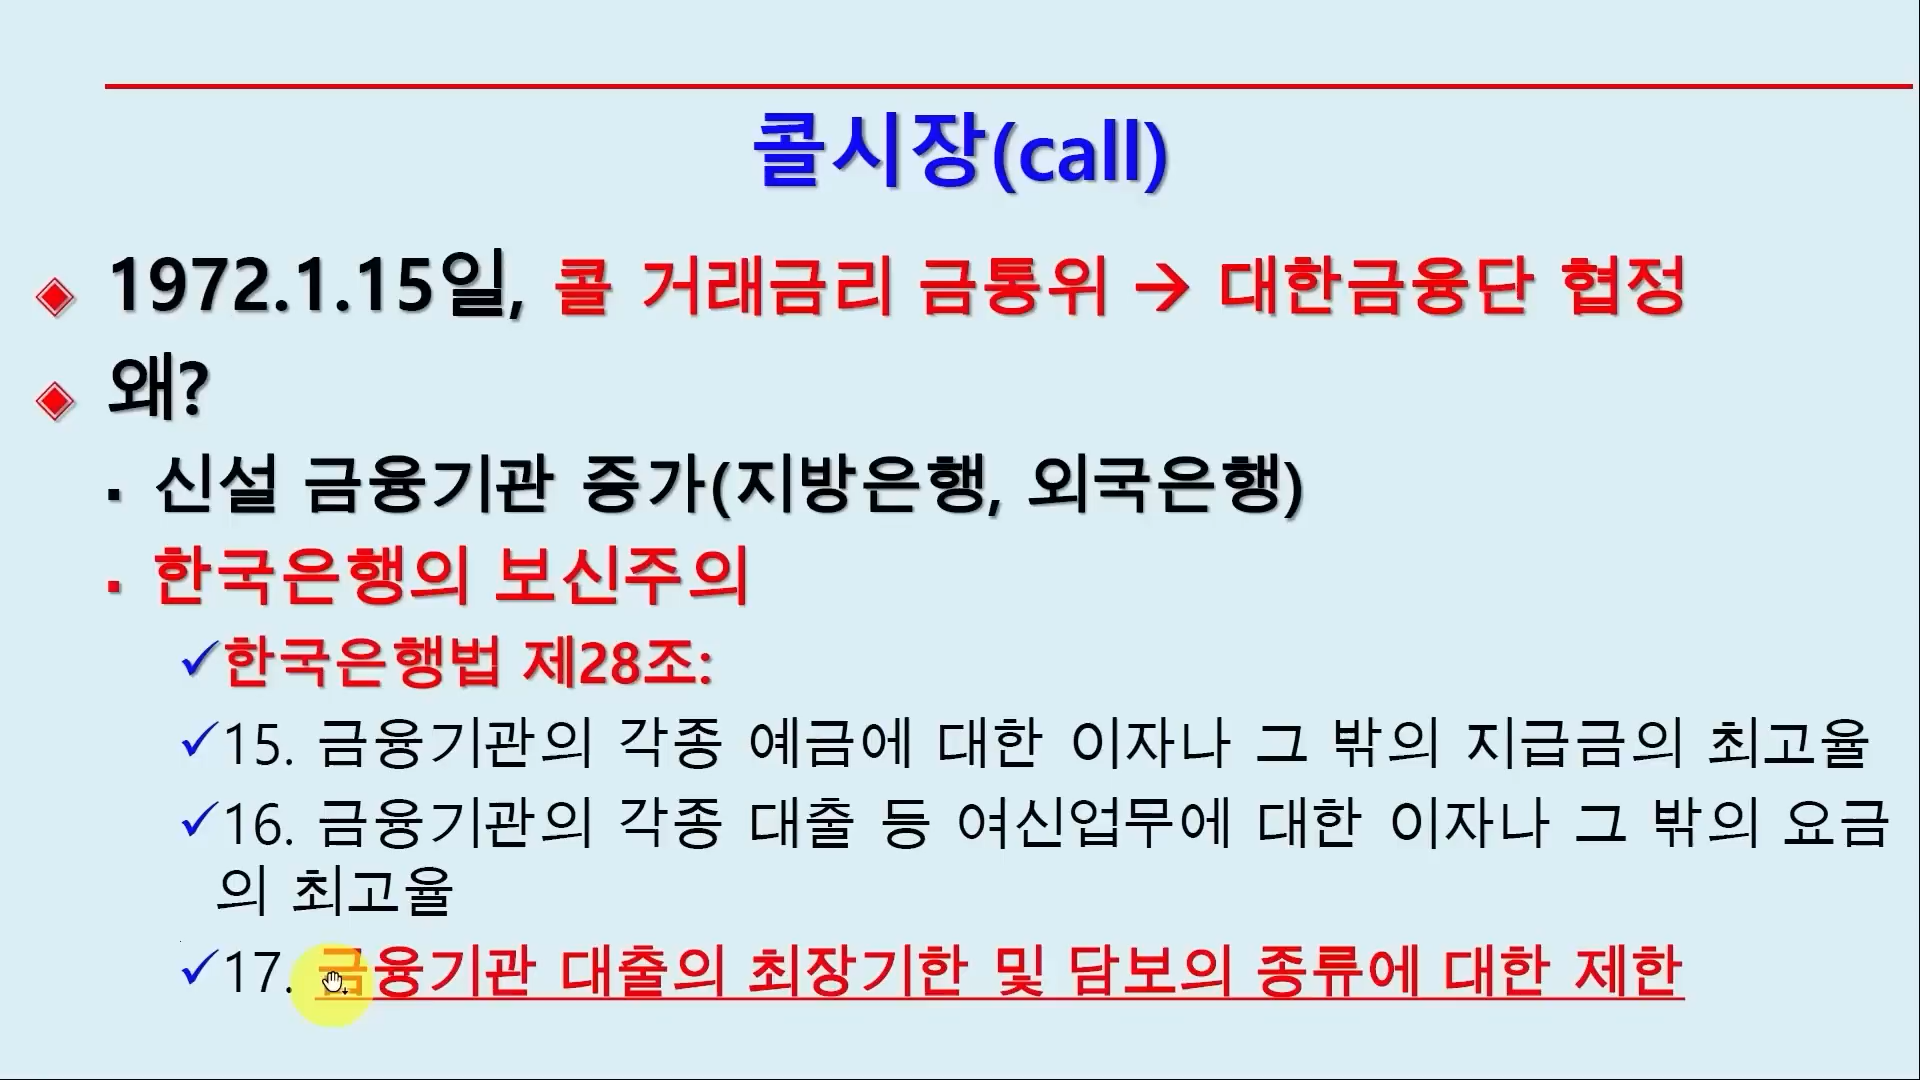 콜시장(call)
1972.1.15일, 콜 거래금리 금통위 → 대한금융단 협정
왜?
신설 금융기관 증가(지방은행, 외국은행)
한국은행의 보신주의
한국은행법 제28조:
15. 금융기관의 각종 예금에 대한 이자나 그 밖의 지급금의 최고율
16. 금융기관의 각종 대출 등 여신업무에 대한 이자나 그 밖의 요금
의 최고율
17. 금융기관 대출의 최장기한 및 담보의 종류에 대한 제한